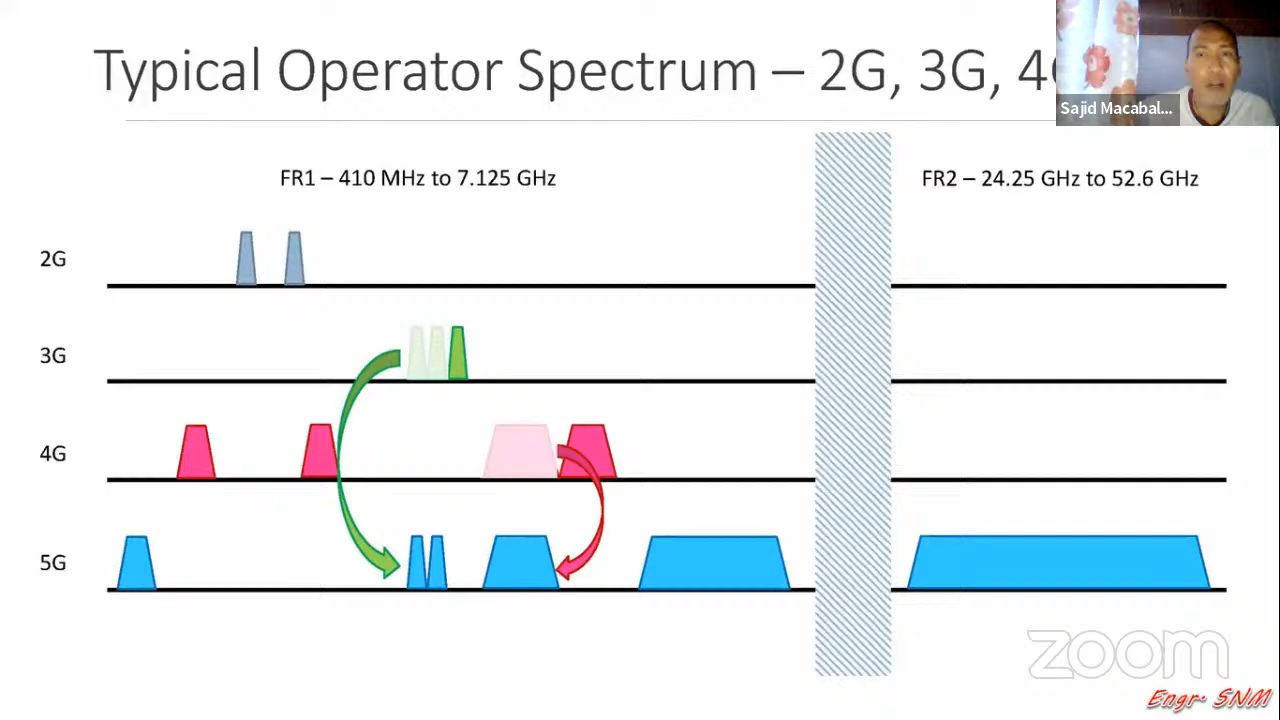 Typical Operator Spectrum – 2G, 3G, 4G
Sajid Macabal...
FR1 – 410 MHz to 7.125 GHz
FR2 – 24.25 GHz to 52.6 GHz
2G
3G
4G
5G
zoom
Engr. SNM